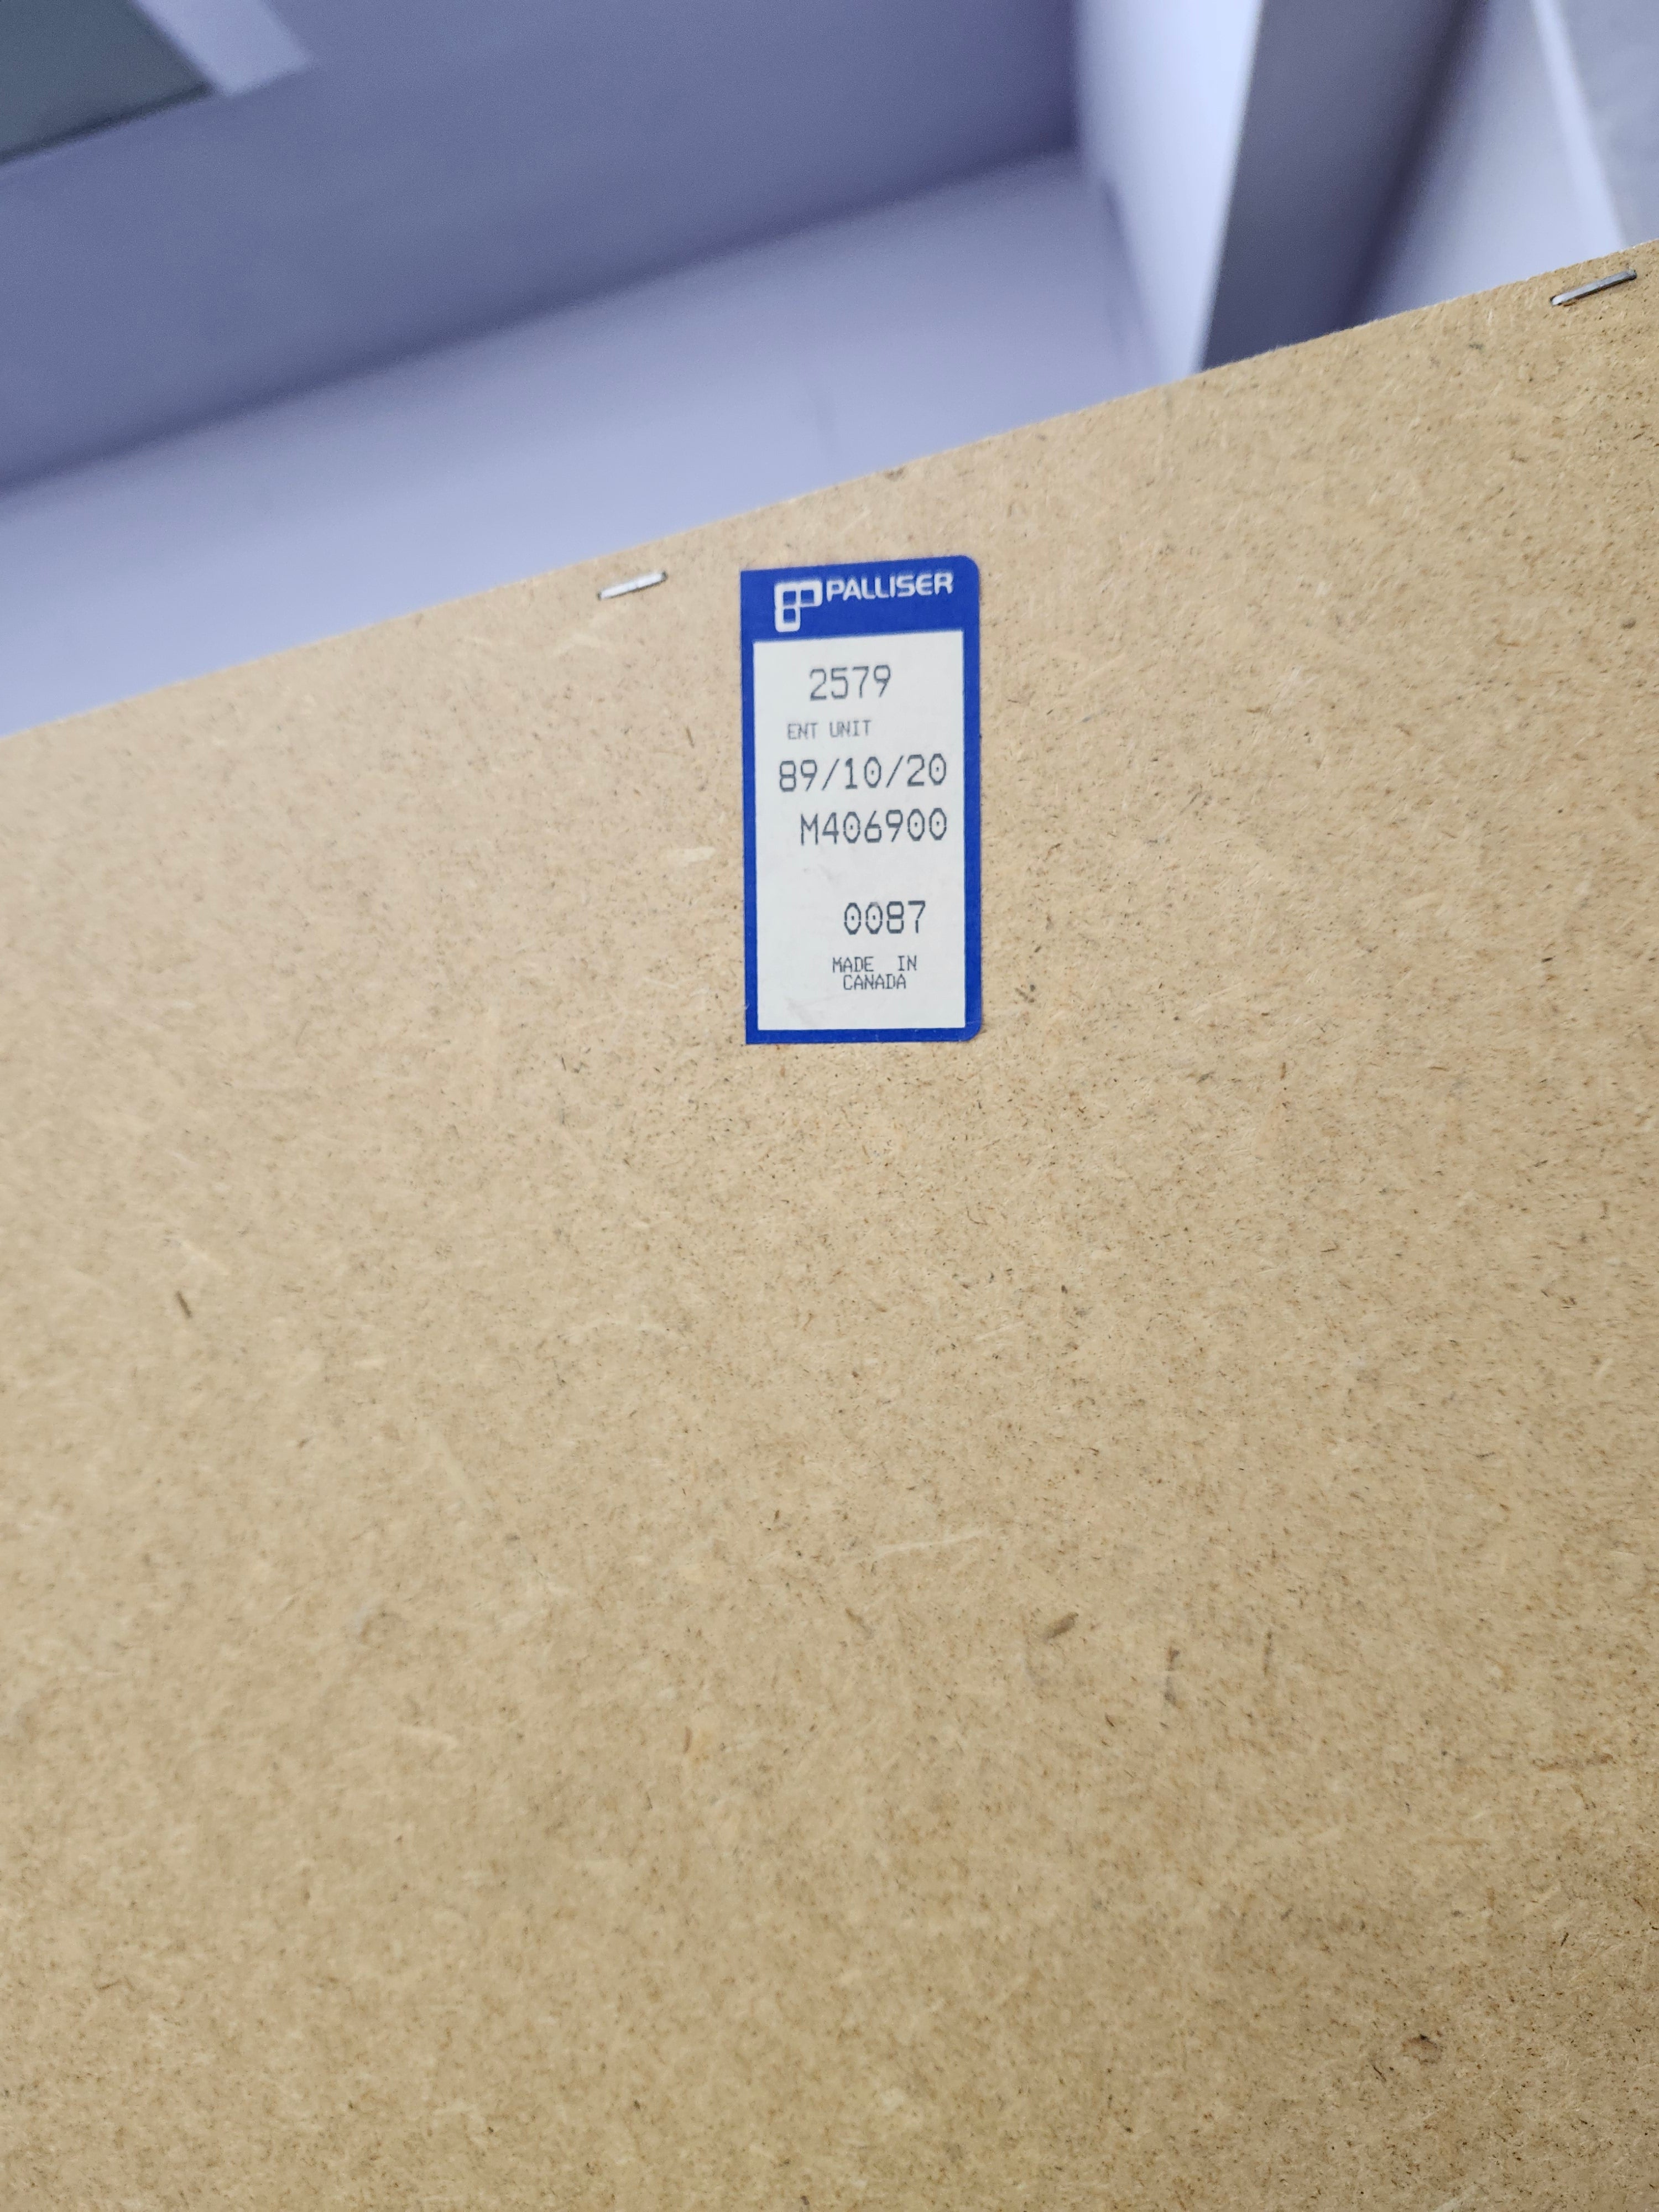 PALLISER
2579
ENT UNIT
89/10/20
M406900
0087
MADE IN
CANADA